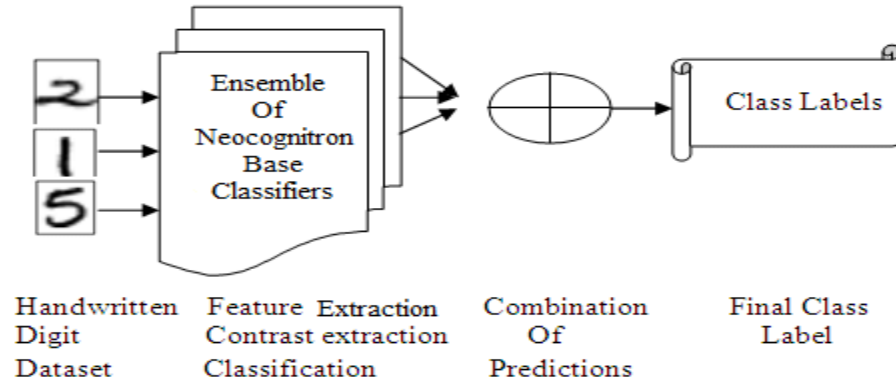 2
1
5
Ensemble
Of
Neocognitron
Base
Classifiers
Class Labels
Handwritten
Digit
Dataset
Feature Extraction
Contrast extraction
Classification
Combination
Of
Predictions
Final Class
Label